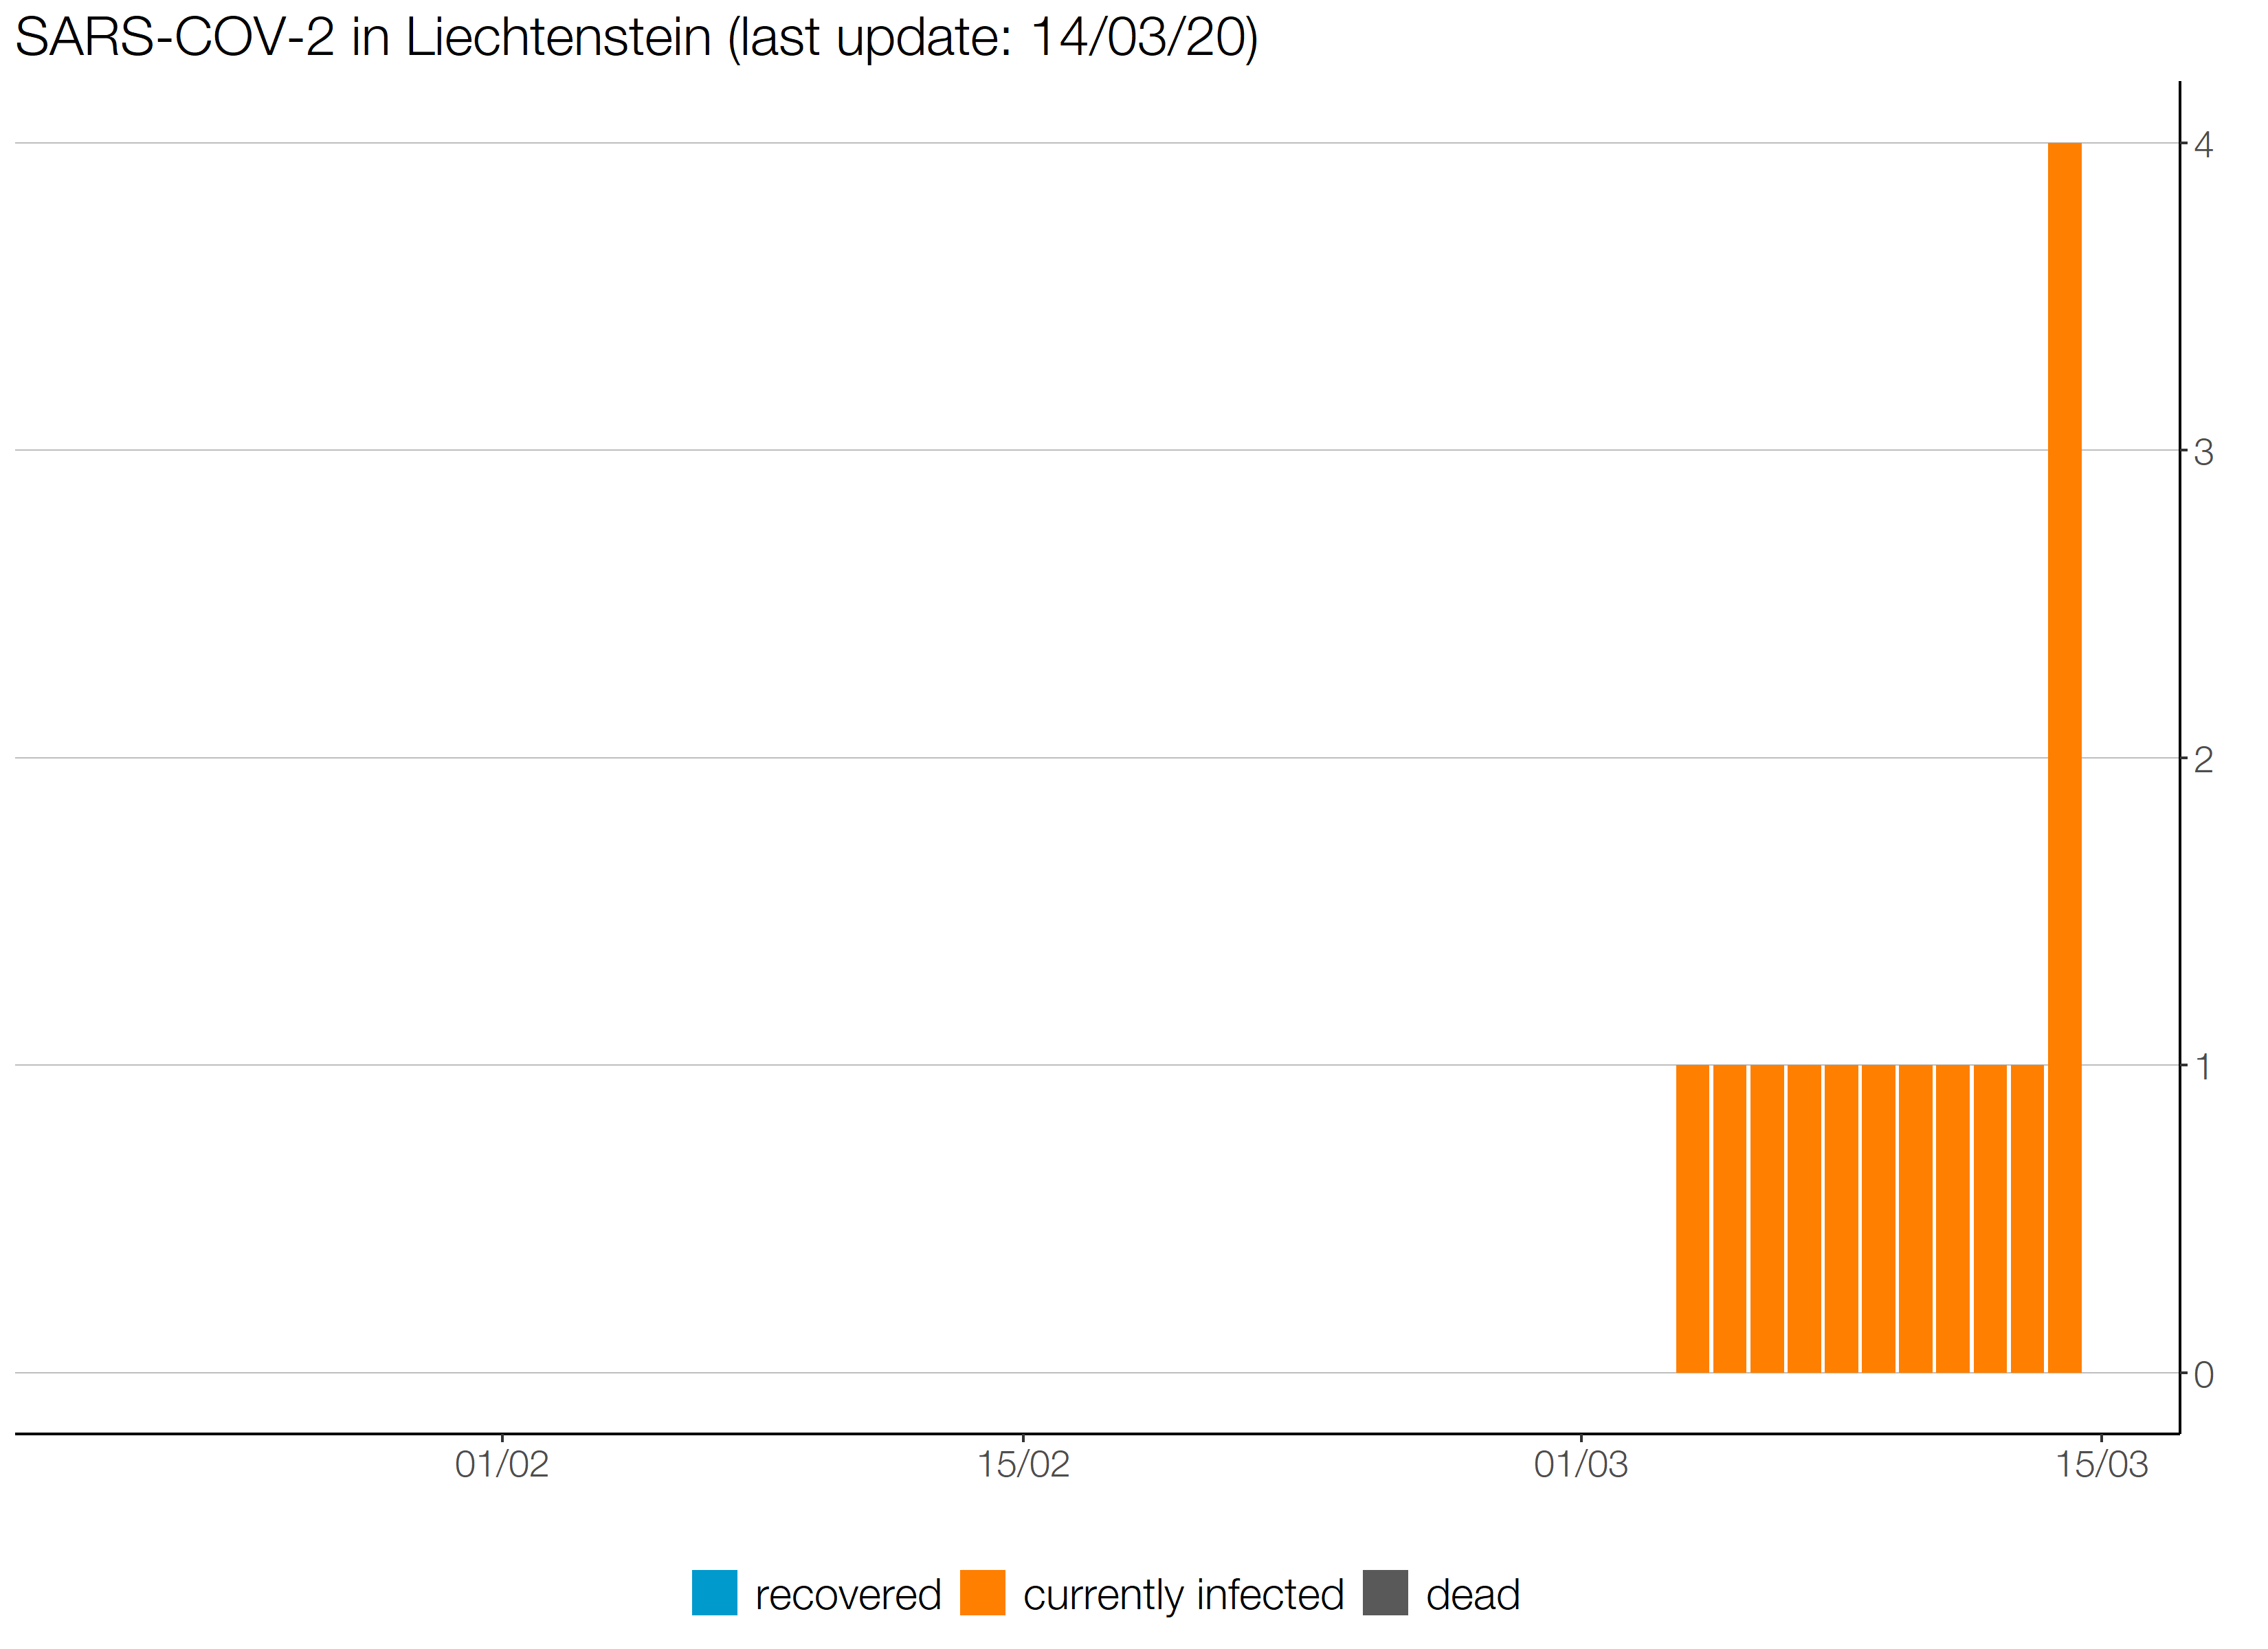 SARS-COV-2 in Liechtenstein (last update: 14/03/20)
4
3
2
1
0
01/02 15/02 01/03 15/03
recovered currently infected dead